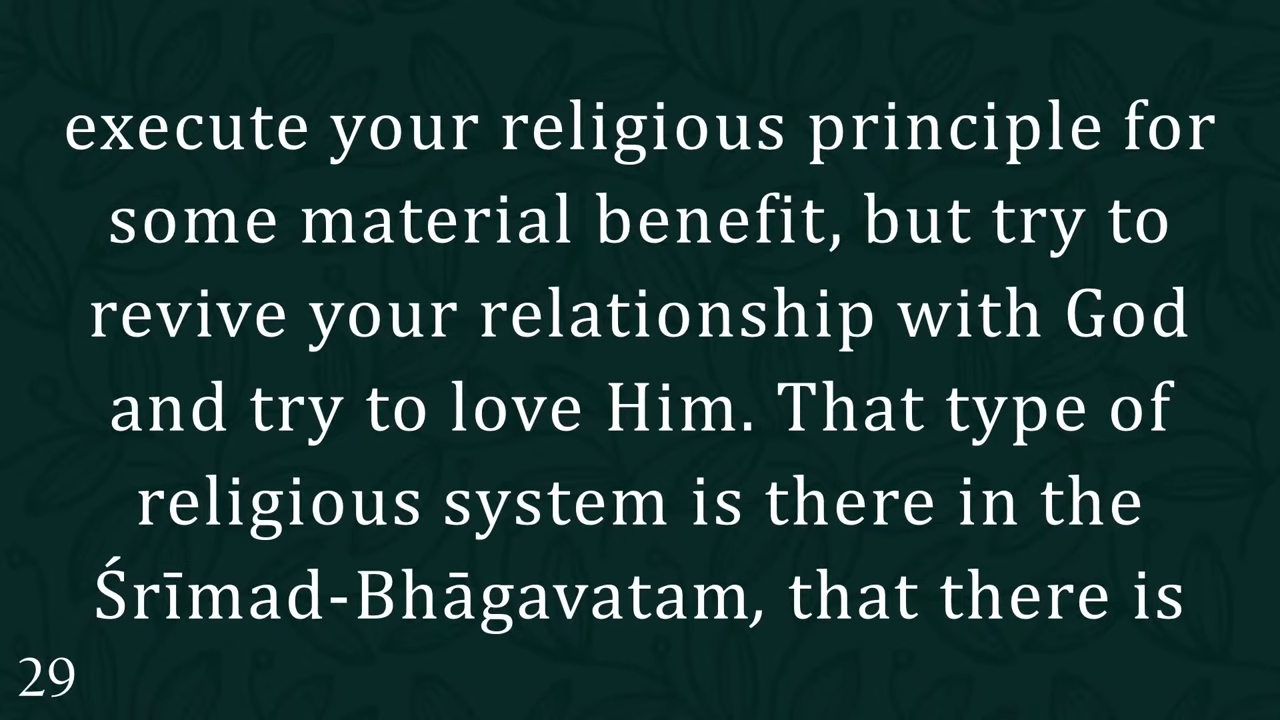 execute your religious principle for
some material benefit, but try to
revive your relationship with God
and try to love Him. That type of
religious system is there in the
Śrīmad-Bhāgavatam, that there is
29